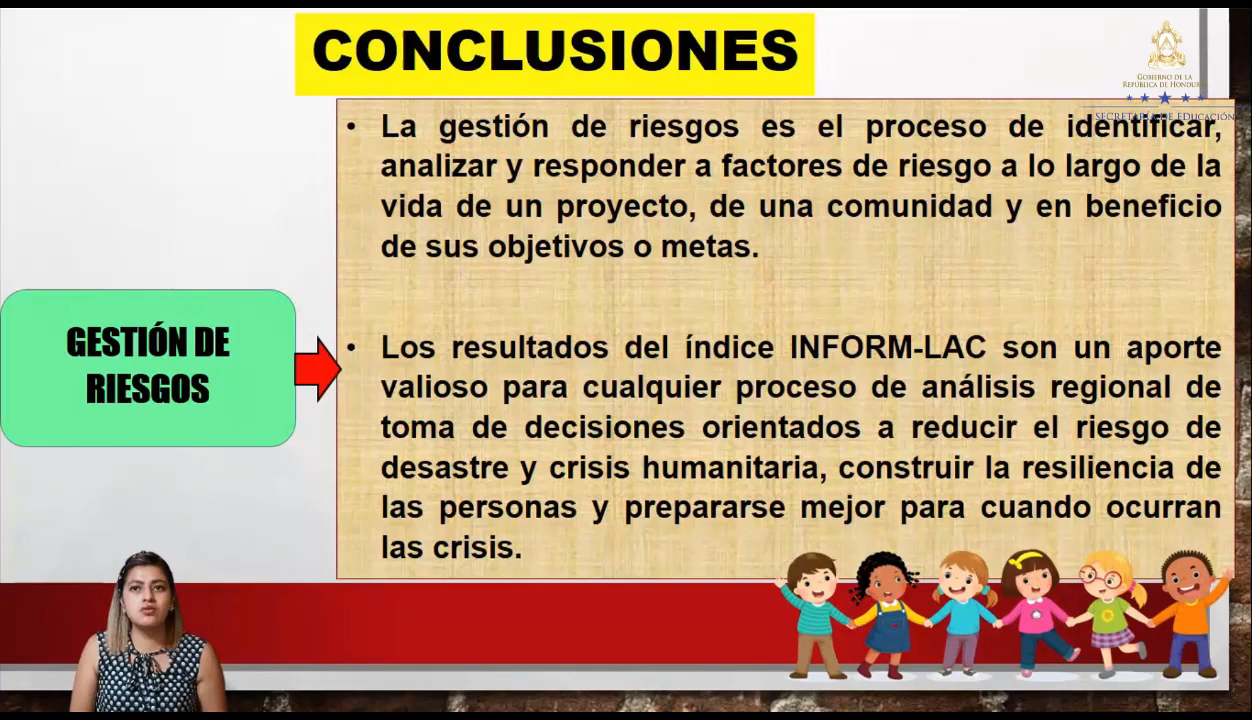 CONCLUSIONES
GOBIERNO DE LA
REPÚBLICA DE HONDURAS
SECRETARÍA DE EDUCACIÓN
• La gestión de riesgos es el proceso de identificar,
analizar y responder a factores de riesgo a lo largo de la
vida de un proyecto, de una comunidad y en beneficio
de sus objetivos o metas.
GESTIÓN DE
RIESGOS
• Los resultados del índice INFORM-LAC son un aporte
valioso para cualquier proceso de análisis regional de
toma de decisiones orientados a reducir el riesgo de
desastre y crisis humanitaria, construir la resiliencia de
las personas y prepararse mejor para cuando ocurran
las crisis.